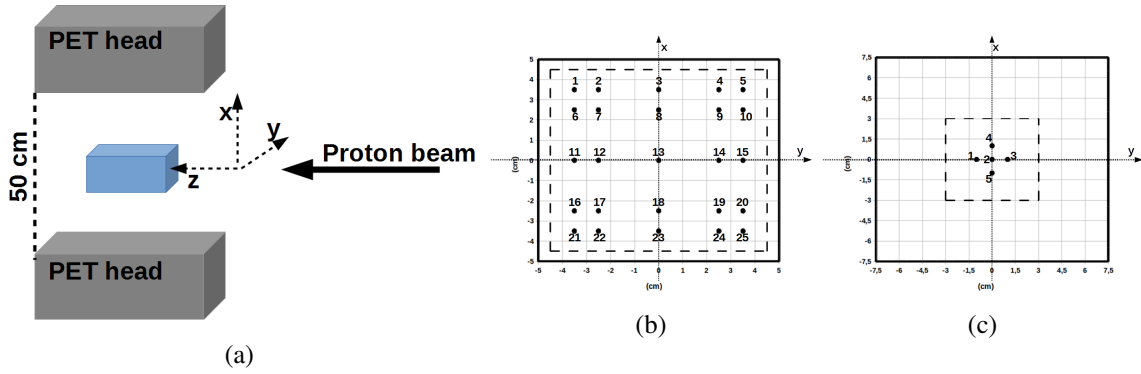 PET head
50 cm
x
y
z
Proton beam
PET head
(a)
x
5
4
3
2
1
0
-1
-2
-3
-4
-5
(cm)
1 2 3 4 5
6 7 8 9 10
11 12 13 14 15
16 17 18 19 20
21 22 23 24 25
y
-5 -4 -3 -2 -1 0 1 2 3 4 5
(cm)
(b)
x
7,5
6
4,5
3
1,5
0
-1,5
-3
-4,5
-6
-7,5
(cm)
4
1 2 3
5
y
-7,5 -6 -4,5 -3 -1,5 0 1,5 3 4,5 6 7,5
(cm)
(c)